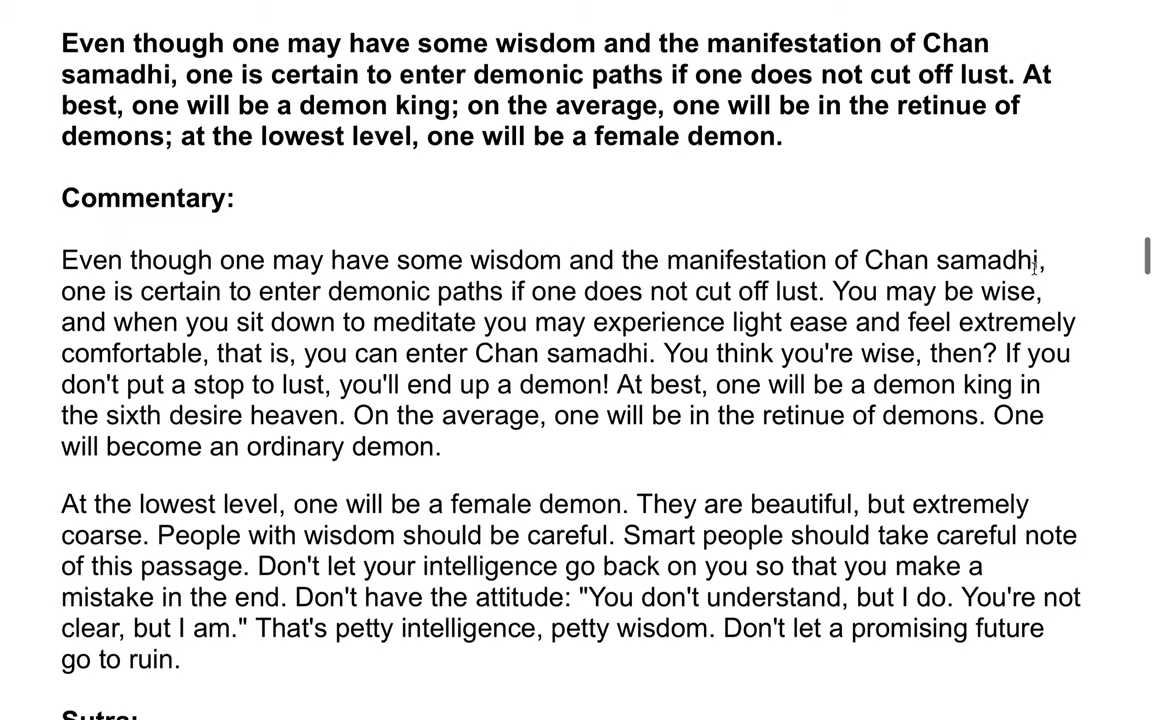 Even though one may have some wisdom and the manifestation of Chan
samadhi, one is certain to enter demonic paths if one does not cut off lust. At
best, one will be a demon king; on the average, one will be in the retinue of
demons; at the lowest level, one will be a female demon.
Commentary:
Even though one may have some wisdom and the manifestation of Chan samadhi,
one is certain to enter demonic paths if one does not cut off lust. You may be wise,
and when you sit down to meditate you may experience light ease and feel extremely
comfortable, that is, you can enter Chan samadhi. You think you're wise, then? If you
don't put a stop to lust, you'll end up a demon! At best, one will be a demon king in
the sixth desire heaven. On the average, one will be in the retinue of demons. One
will become an ordinary demon.
At the lowest level, one will be a female demon. They are beautiful, but extremely
coarse. People with wisdom should be careful. Smart people should take careful note
of this passage. Don't let your intelligence go back on you so that you make a
mistake in the end. Don't have the attitude: "You don't understand, but I do. You're not
clear, but I am." That's petty intelligence, petty wisdom. Don't let a promising future
go to ruin.
Sutra: